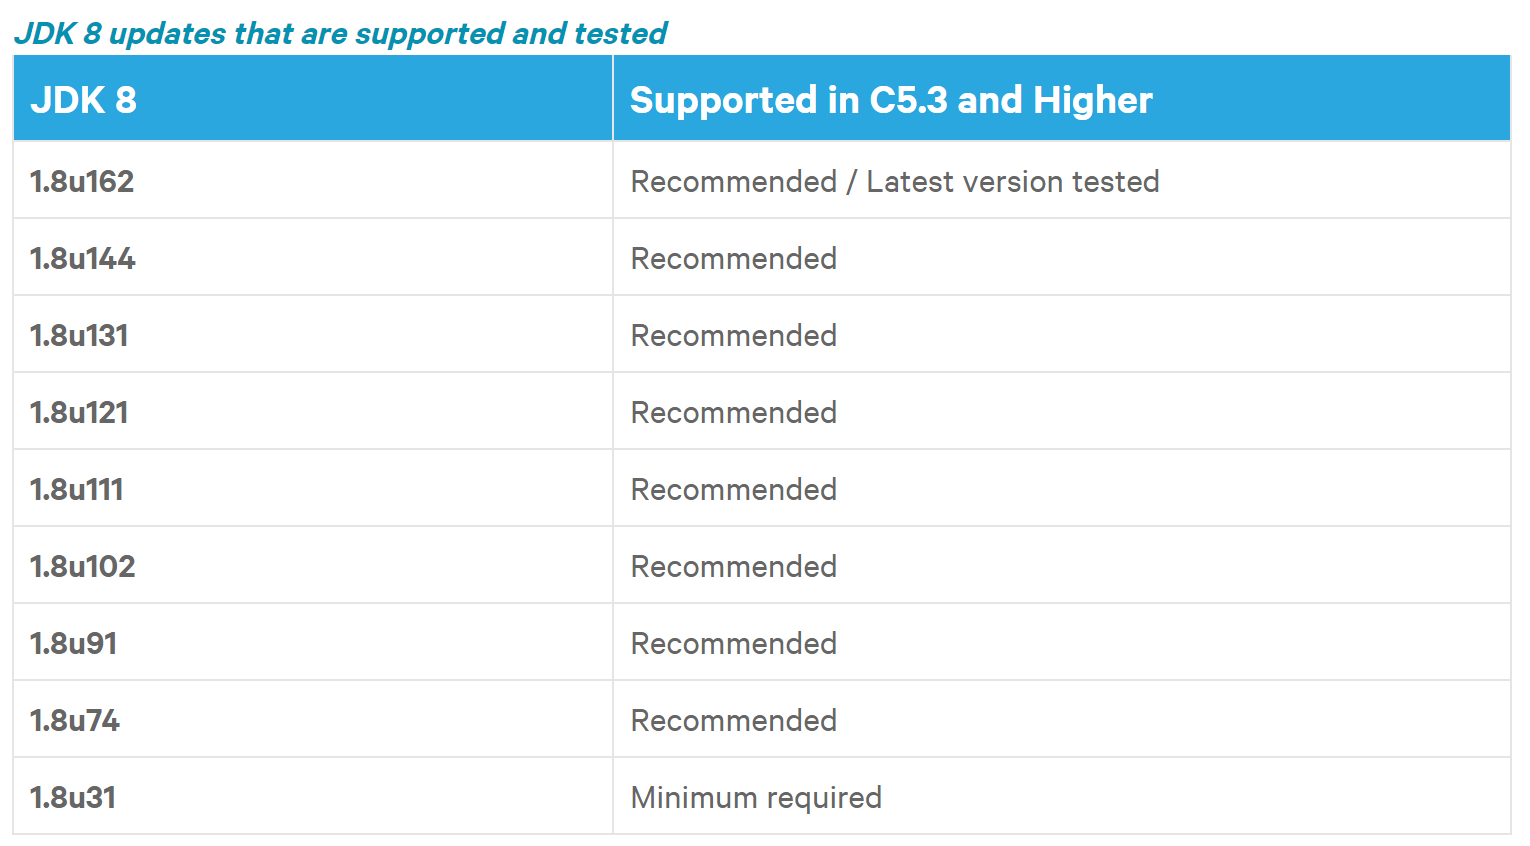 JDK 8 updates that are supported and tested
JDK 8 Supported in C5.3 and Higher
1.8u162 Recommended / Latest version tested
1.8u144 Recommended
1.8u131 Recommended
1.8u121 Recommended
1.8u111 Recommended
1.8u102 Recommended
1.8u91 Recommended
1.8u74 Recommended
1.8u31 Minimum required